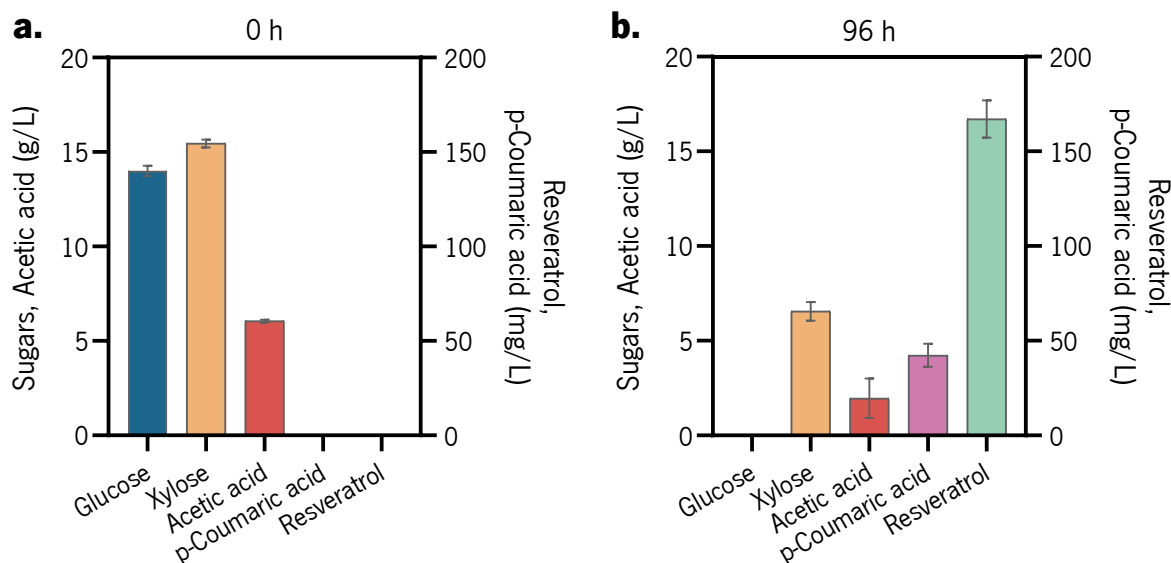 a.
0 h
20
15
10
5
0
Sugars, Acetic acid (g/L)
200
150
100
50
0
Resveratrol,
p-Coumaric acid (mg/L)
Glucose
Xylose
Acetic acid
p-Coumaric acid
Resveratrol
b.
96 h
20
15
10
5
0
Sugars, Acetic acid (g/L)
200
150
100
50
0
Resveratrol,
p-Coumaric acid (mg/L)
Glucose
Xylose
Acetic acid
p-Coumaric acid
Resveratrol